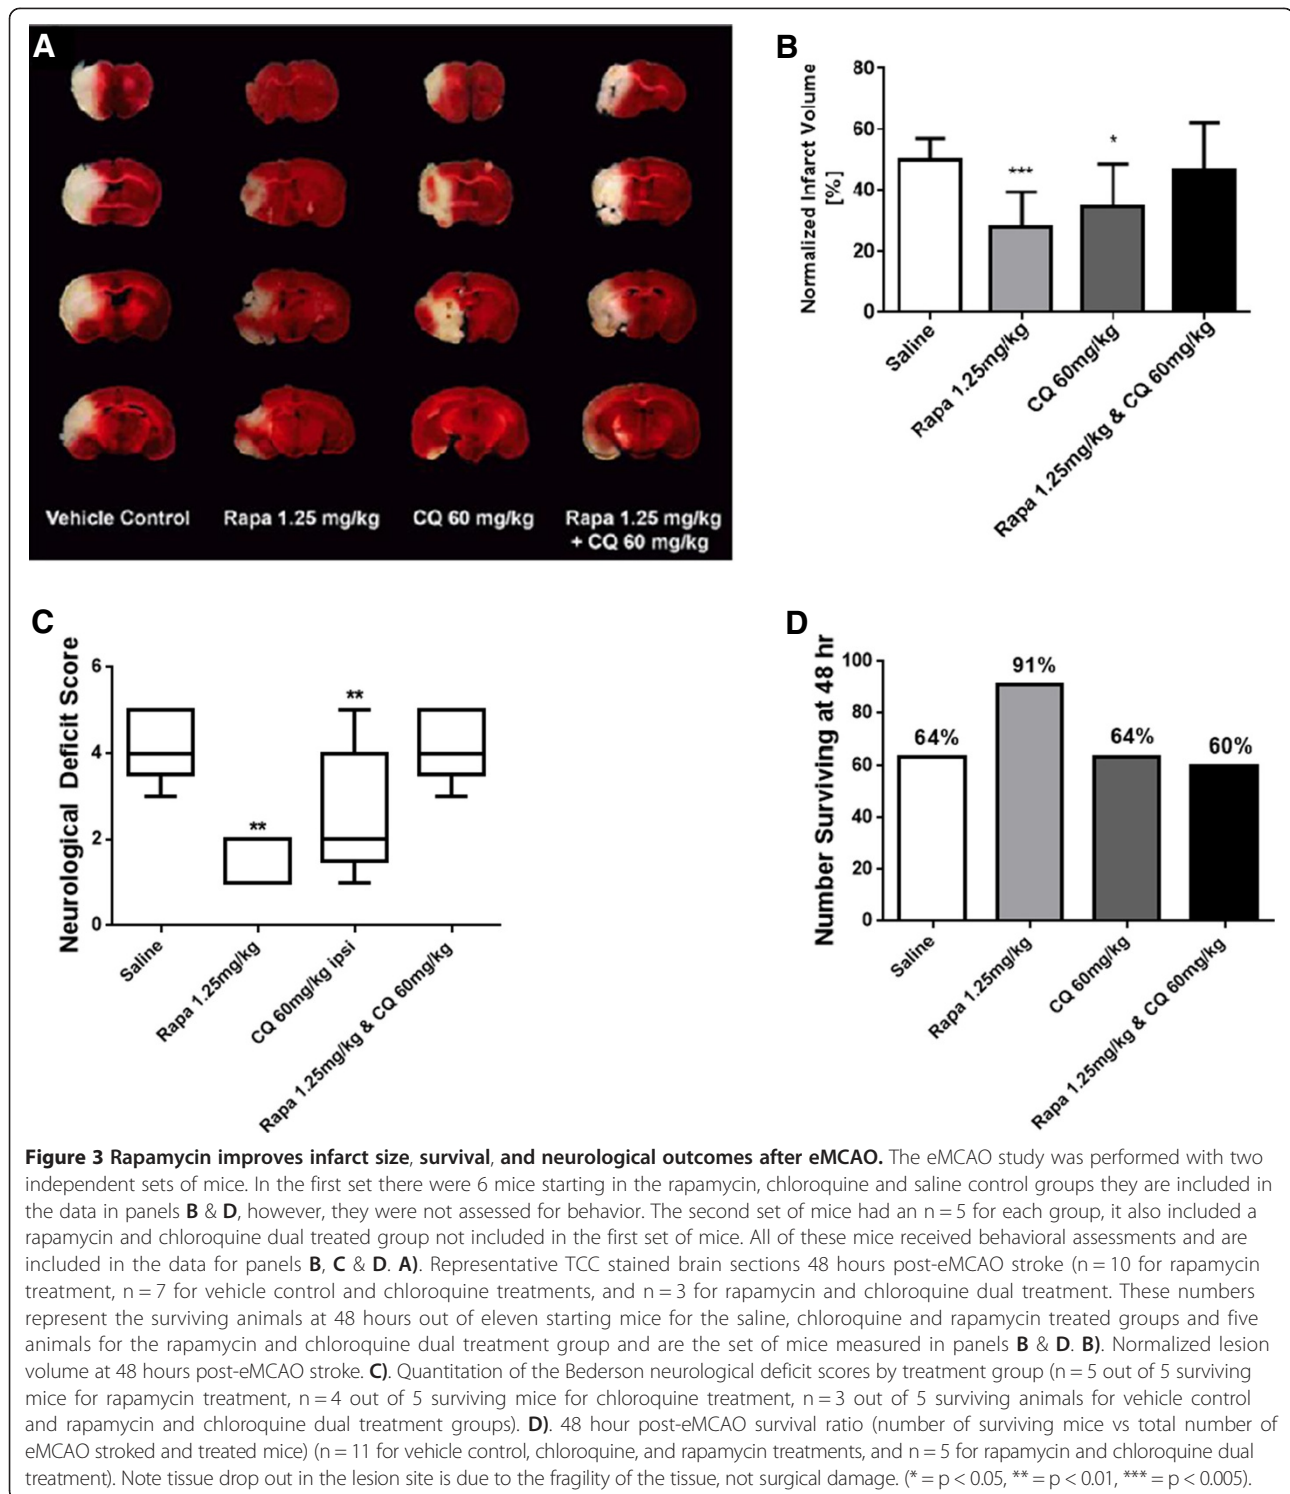 A
Vehicle Control
Rapa 1.25 mg/kg
CQ 60 mg/kg
Rapa 1.25 mg/kg
+ CQ 60 mg/kg
B
Normalized Infarct Volume
[%]
80
60
40
20
0
***
*
Saline
Rapa 1.25mg/kg
CQ 60mg/kg
Rapa 1.25mg/kg & CQ 60mg/kg
C
Neurological Deficit Score
6
4
2
0
**
**
Saline
Rapa 1.25mg/kg
CQ 60mg/kg ipsi
Rapa 1.25mg/kg & CQ 60mg/kg
D
Number Surviving at 48 hr
100
80
60
40
20
0
64%
91%
64%
60%
Saline
Rapa 1.25mg/kg
CQ 60mg/kg
Rapa 1.25mg/kg & CQ 60mg/kg
Figure 3 Rapamycin improves infarct size, survival, and neurological outcomes after eMCAO. The eMCAO study was performed with two
independent sets of mice. In the first set there were 6 mice starting in the rapamycin, chloroquine and saline control groups they are included in
the data in panels B & D, however, they were not assessed for behavior. The second set of mice had an n = 5 for each group, it also included a
rapamycin and chloroquine dual treated group not included in the first set of mice. All of these mice received behavioral assessments and are
included in the data for panels B, C & D. A). Representative TCC stained brain sections 48 hours post-eMCAO stroke (n = 10 for rapamycin
treatment, n = 7 for vehicle control and chloroquine treatments, and n = 3 for rapamycin and chloroquine dual treatment. These numbers
represent the surviving animals at 48 hours out of eleven starting mice for the saline, chloroquine and rapamycin treated groups and five
animals for the rapamycin and chloroquine dual treatment group and are the set of mice measured in panels B & D. B). Normalized lesion
volume at 48 hours post-eMCAO stroke. C). Quantitation of the Bederson neurological deficit scores by treatment group (n = 5 out of 5 surviving
mice for rapamycin treatment, n = 4 out of 5 surviving mice for chloroquine treatment, n = 3 out of 5 surviving animals for vehicle control
and rapamycin and chloroquine dual treatment groups). D). 48 hour post-eMCAO survival ratio (number of surviving mice vs total number of
eMCAO stroked and treated mice) (n = 11 for vehicle control, chloroquine, and rapamycin treatments, and n = 5 for rapamycin and chloroquine dual
treatment). Note tissue drop out in the lesion site is due to the fragility of the tissue, not surgical damage. (* = p < 0.05, ** = p < 0.01, *** = p < 0.005).